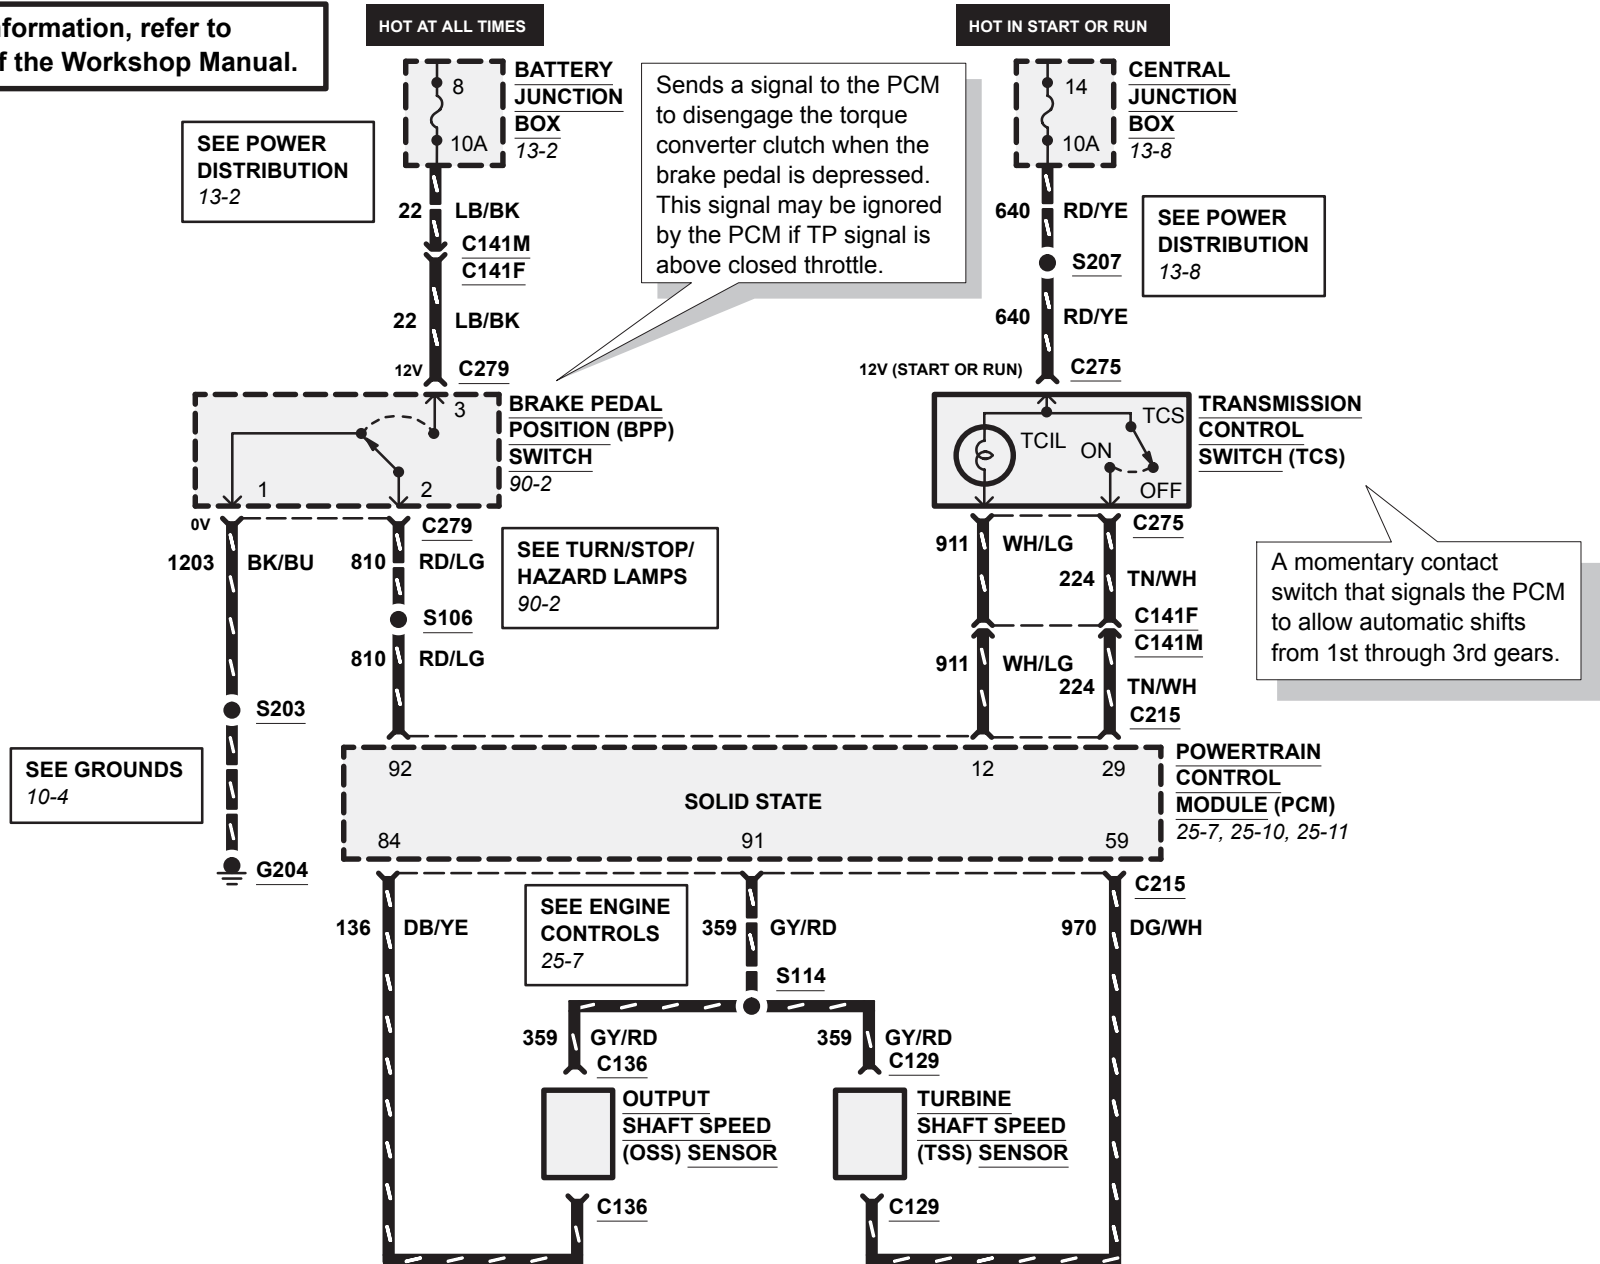 nformation, refer to
f the Workshop Manual.
HOT AT ALL TIMES
HOT IN START OR RUN
8
10A
BATTERY
JUNCTION
BOX
13-2
SEE POWER
DISTRIBUTION
13-2
Sends a signal to the PCM
to disengage the torque
converter clutch when the
brake pedal is depressed.
This signal may be ignored
by the PCM if TP signal is
above closed throttle.
14
10A
CENTRAL
JUNCTION
BOX
13-8
SEE POWER
DISTRIBUTION
13-8
22 LB/BK
C141M
C141F
22 LB/BK
12V C279
640 RD/YE
S207
640 RD/YE
12V (START OR RUN) C275
3
1
2
BRAKE PEDAL
POSITION (BPP)
SWITCH
90-2
TCS
TCIL
ON
OFF
TRANSMISSION
CONTROL
SWITCH (TCS)
0V
C279
1203 BK/BU
810 RD/LG
S106
810 RD/LG
SEE TURN/STOP/
HAZARD LAMPS
90-2
C275
911 WH/LG
224 TN/WH
C141F
C141M
911 WH/LG
224 TN/WH
C215
A momentary contact
switch that signals the PCM
to allow automatic shifts
from 1st through 3rd gears.
S203
SEE GROUNDS
10-4
G204
92
12
29
SOLID STATE
84
91
59
POWERTRAIN
CONTROL
MODULE (PCM)
25-7, 25-10, 25-11
C215
136 DB/YE
SEE ENGINE
CONTROLS
25-7
359 GY/RD
970 DG/WH
S114
359 GY/RD
C136
359 GY/RD
C129
OUTPUT
SHAFT SPEED
(OSS) SENSOR
TURBINE
SHAFT SPEED
(TSS) SENSOR
C136
C129